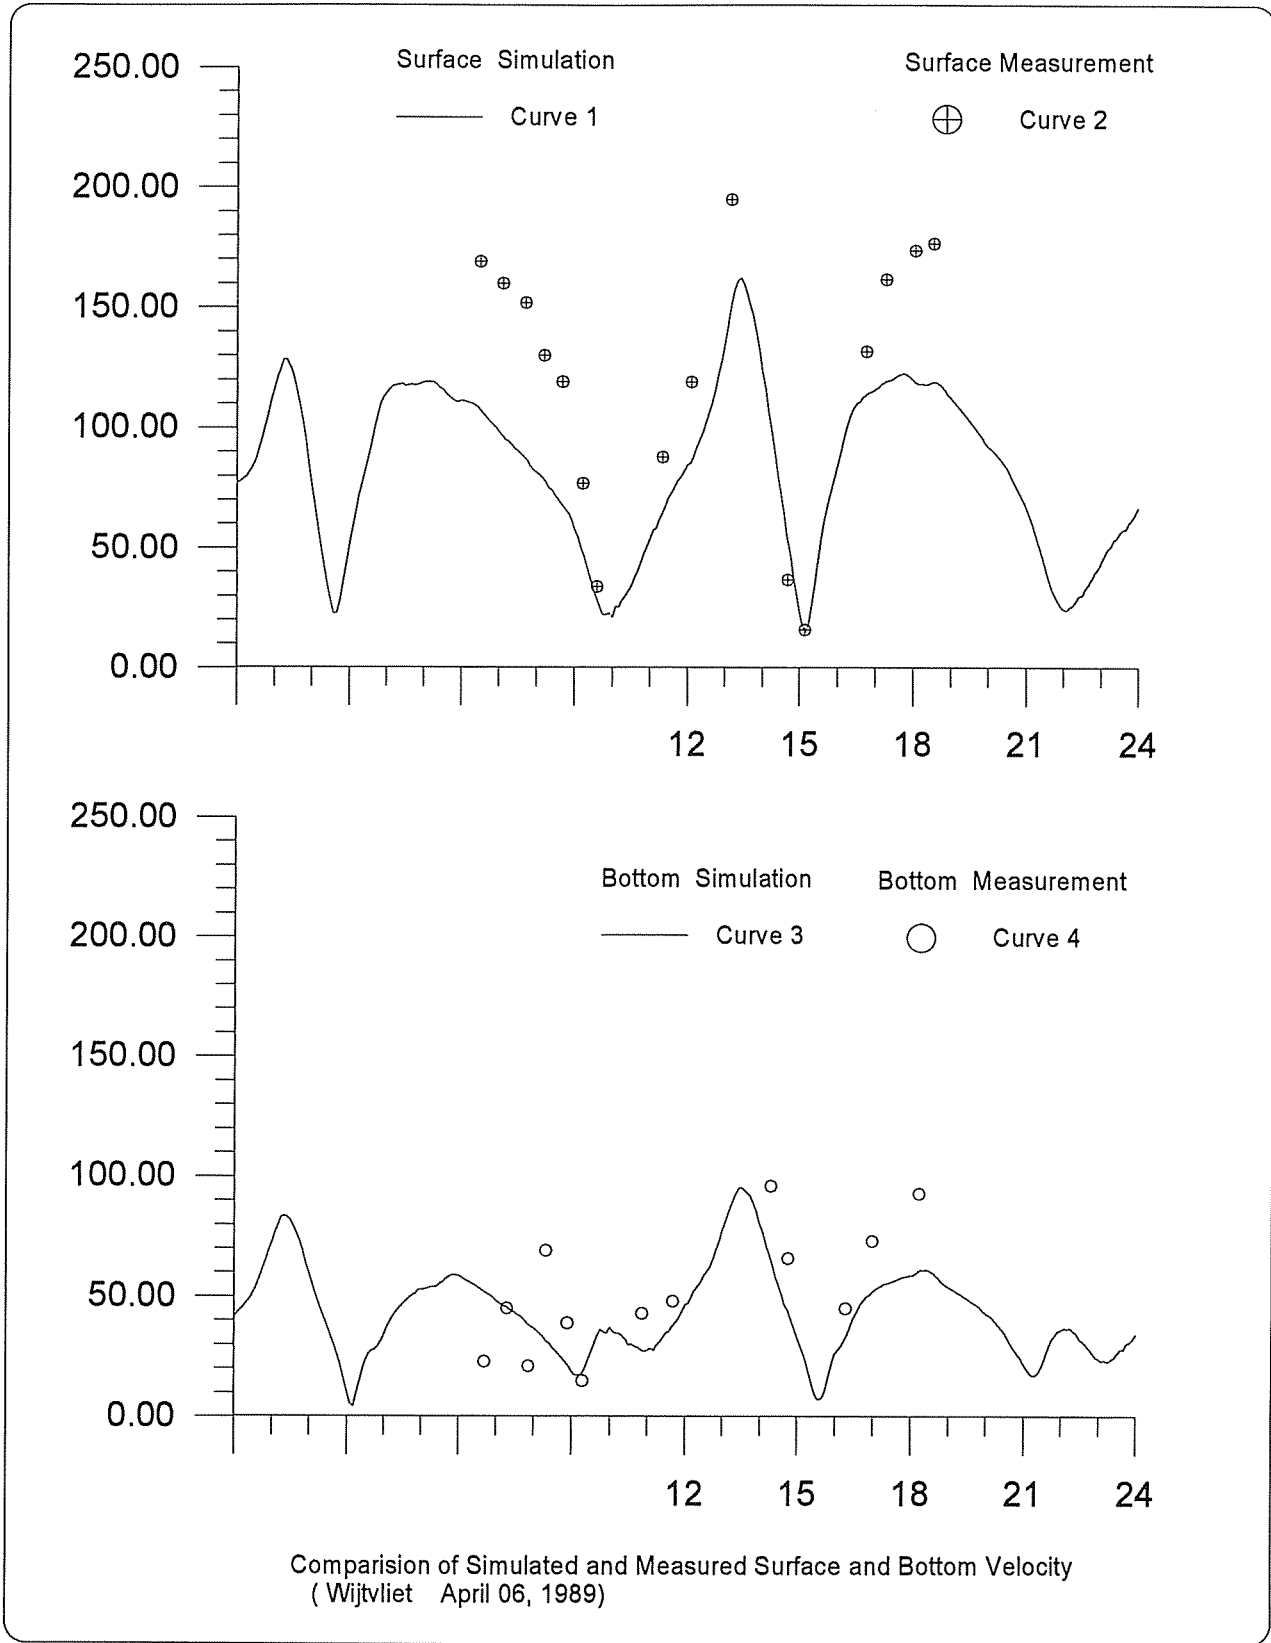 250.00
200.00
150.00
100.00
50.00
0.00
Surface Simulation
Curve 1
Surface Measurement
Curve 2
12 15 18 21 24
250.00
200.00
150.00
100.00
50.00
0.00
Bottom Simulation
Curve 3
Bottom Measurement
Curve 4
12 15 18 21 24
Comparision of Simulated and Measured Surface and Bottom Velocity
( Wijtvliet April 06, 1989)